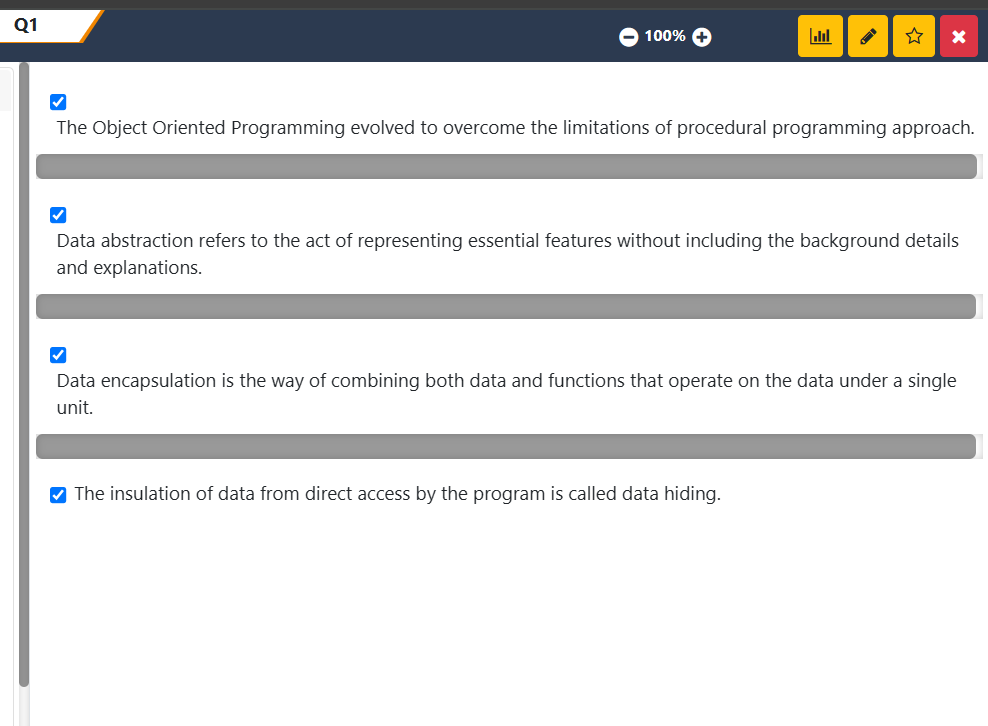 Q1
100%
The Object Oriented Programming evolved to overcome the limitations of procedural programming approach.
Data abstraction refers to the act of representing essential features without including the background details
and explanations.
Data encapsulation is the way of combining both data and functions that operate on the data under a single
unit.
The insulation of data from direct access by the program is called data hiding.